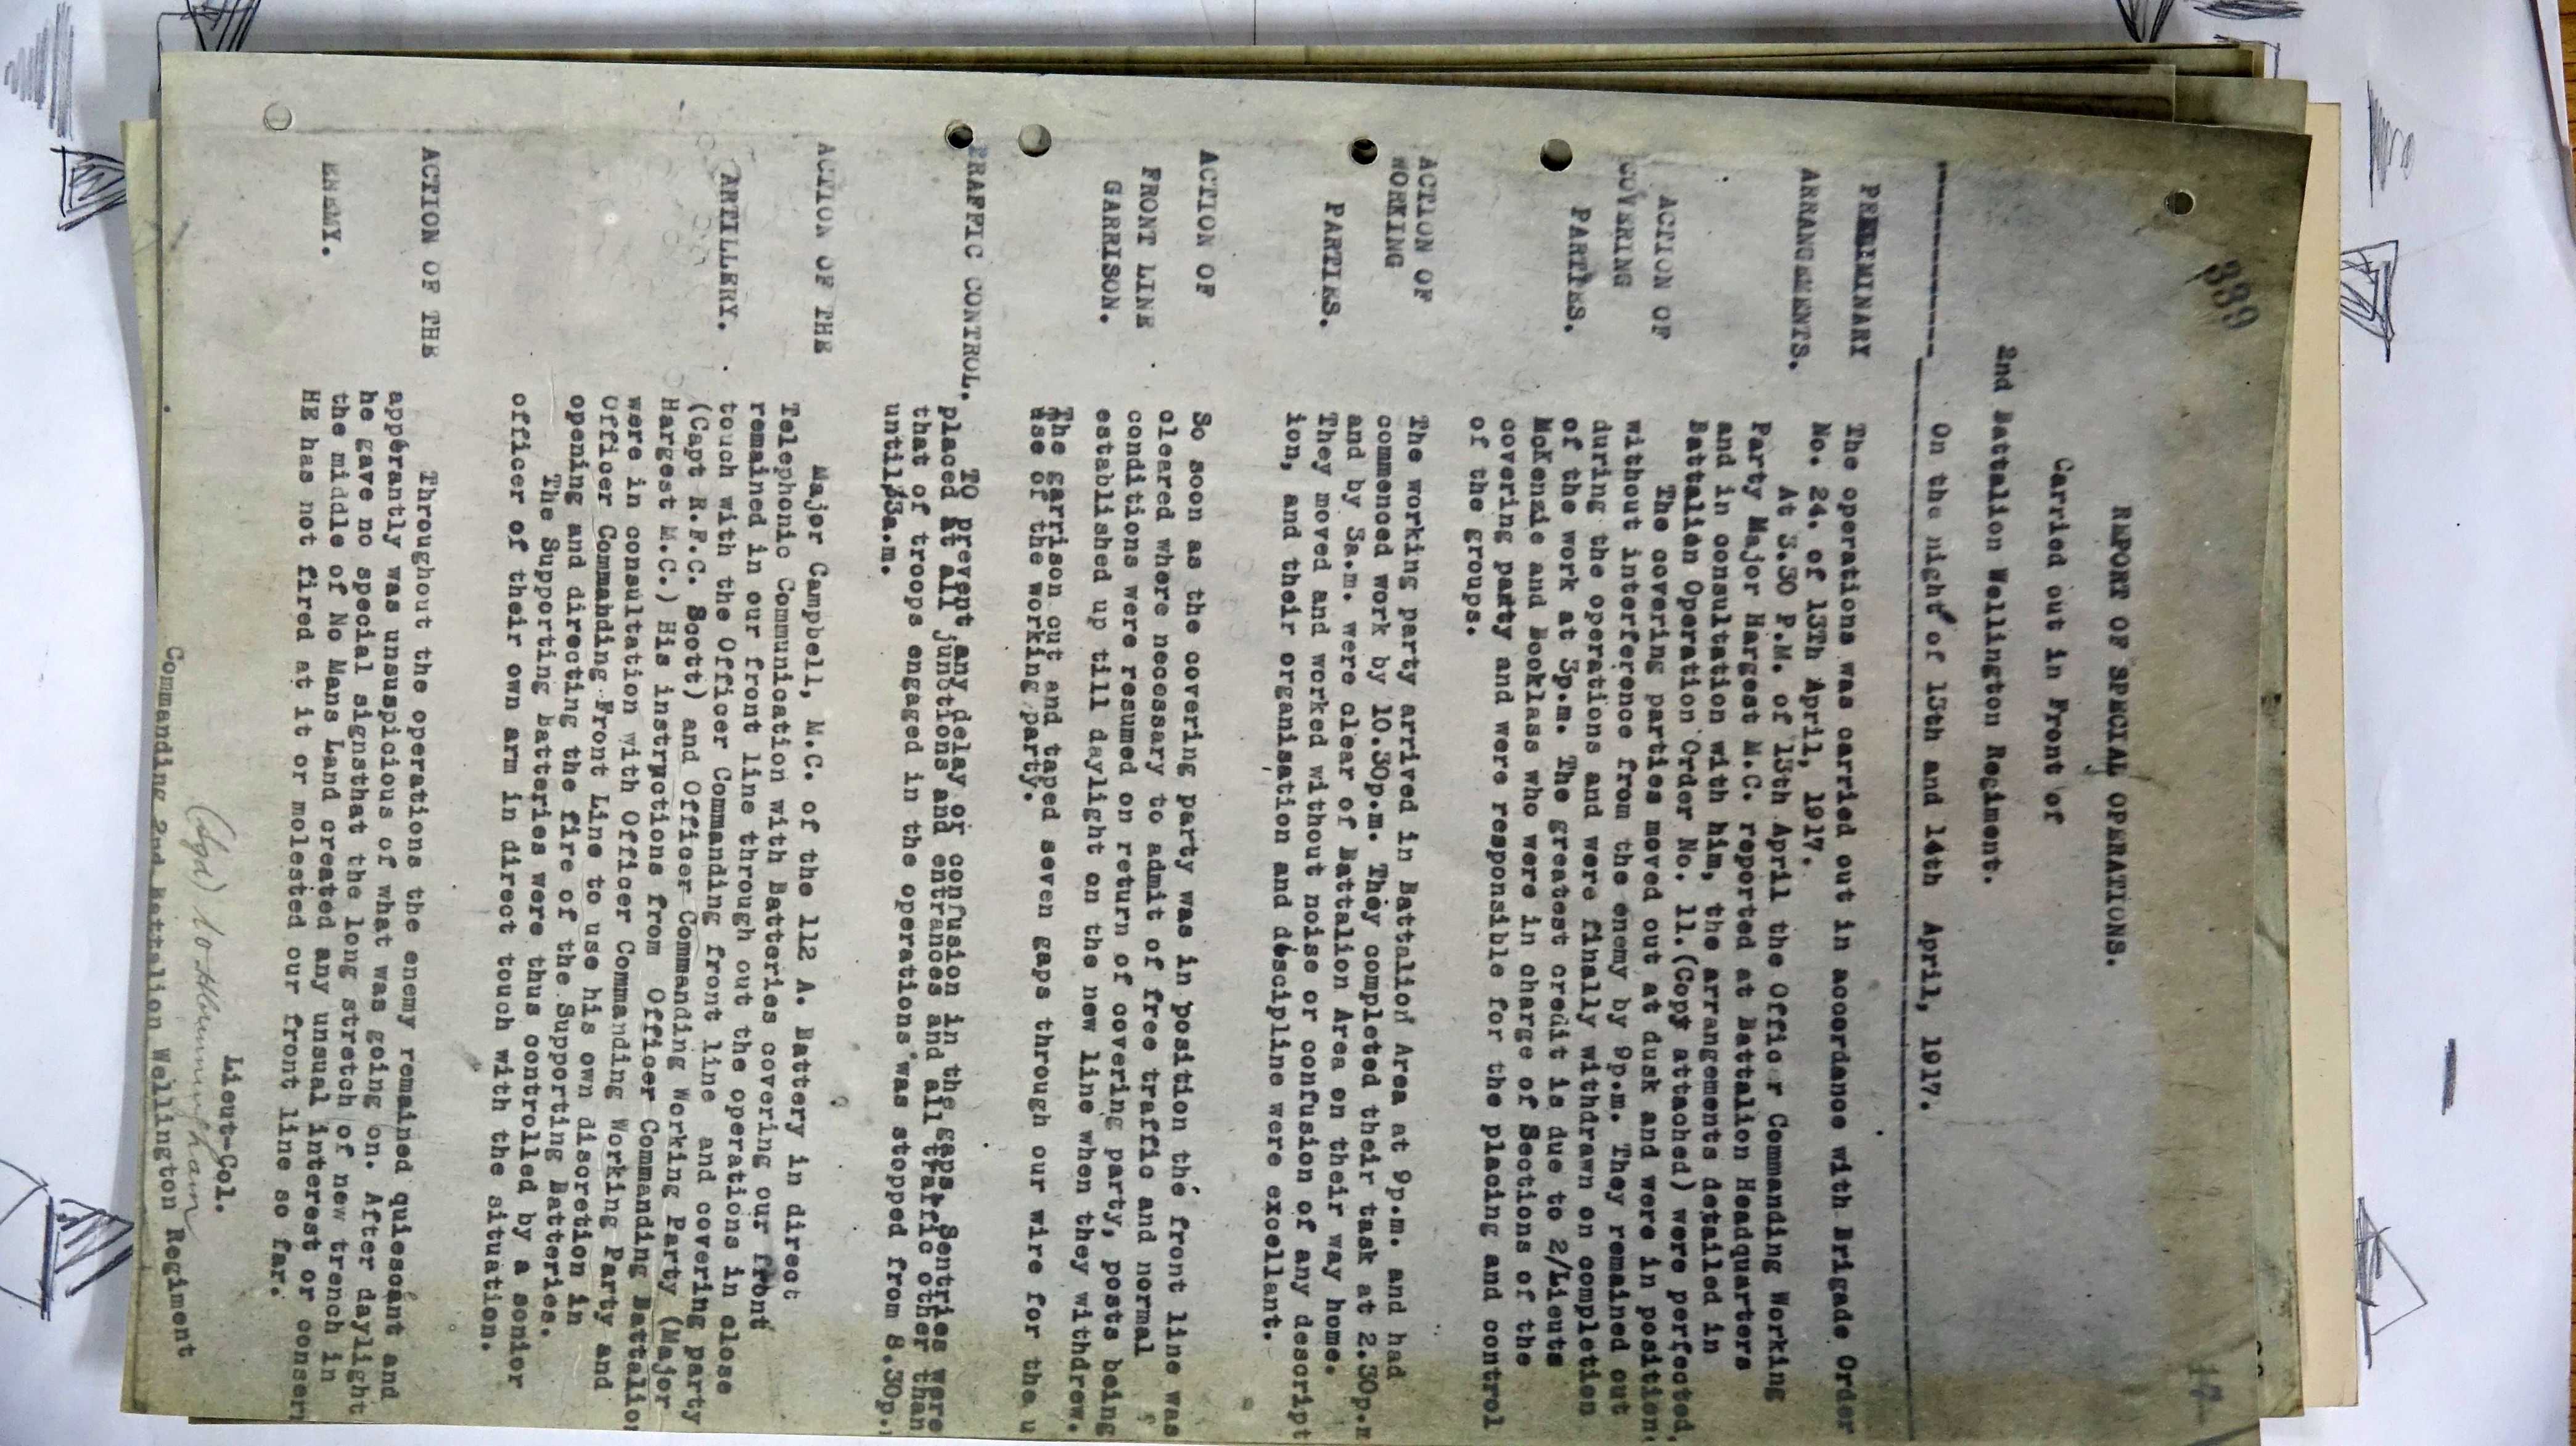 339
17
REPORT OF SPECIAL OPERATIONS.
Carried out in Front of
2nd Battalion Wellington Regiment.
On the night of 13th and 14th April, 1917.
PRELIMINARY
ARRANGEMENTS.
The operations was carried out in accordance with Brigade Order
No. 24. of 13Th April, 1917.
At 3.30 P.M. of 13th April the Officer Commanding Working
Party Major Hargest M.C. reported at Battalion Headquarters
and in consultation with him, the arrangements detailed in
Battalion Operation Order No. 11.(Copy attached) were perfected.
ACTION OF
COVERING
PARTIES.
The covering parties moved out at dusk and were in position
without interference from the enemy by 9p.m. They remained out
during the operations and were finally withdrawn on completion
of the work at 3p.m. The greatest credit is due to 2/Lieuts
McKenzie and Booklass who were in charge of Sections of the
covering party and were responsible for the placing and control
of the groups.
ACTION OF
WORKING
PARTIES.
The working party arrived in Battalion Area at 9p.m. and had
commenced work by 10.30p.m. They completed their task at 2.30p.m
and by 3a.m. were clear of Battalion Area on their way home.
They moved and worked without noise or confusion of any descript
ion, and their organisation and descipline were excellant.
ACTION OF
FRONT LINE
GARRISON.
So soon as the covering party was in position the front line was
cleared where necessary to admit of free traffic and normal
conditions were resumed on return of covering party, posts being
established up till daylight on the new line when they withdrew.
The garrison cut and taped seven gaps through our wire for the u
use of the working party.
TRAFFIC CONTROL.
TO prevent any delay or confusion in the gaps, Sentries were
placed at all junctions and entrances and all traffic other than
that of troops engaged in the operations was stopped from 8.30p.
until 3a.m.
ACTION OF THE
ARTILLERY.
Major Campbell, M.C. of the 112 A. Battery in direct
Telephonic Communication with Batteries covering our front
remained in our front line through out the operations in close
touch with the Officer Commanding front line and covering party
(Capt R.F.C. Scott) and Officer Commanding Working Party (Major
Hargest M.C.) His instructions from Officer Commanding Battalion
were in consultation with Officer Commanding Working Party and
Officer Commanding Front Line to use his own discretion in
opening and directing the fire of the Supporting Batteries.
The Supporting Batteries were thus controlled by a senior
officer of their own arm in direct touch with the situation.
ACTION OF THE
ENEMY.
Throughout the operations the enemy remained quiescant and
apperantly was unsuspicious of what was going on. After daylight
he gave no special signsthat the long stretch of new trench in
the middle of No Mans Land created any unusual interest or consern
HE has not fired at it or molested our front line so far.
Lieut-Col.
(Sgd)
Commanding 2nd Battalion Wellington Regiment